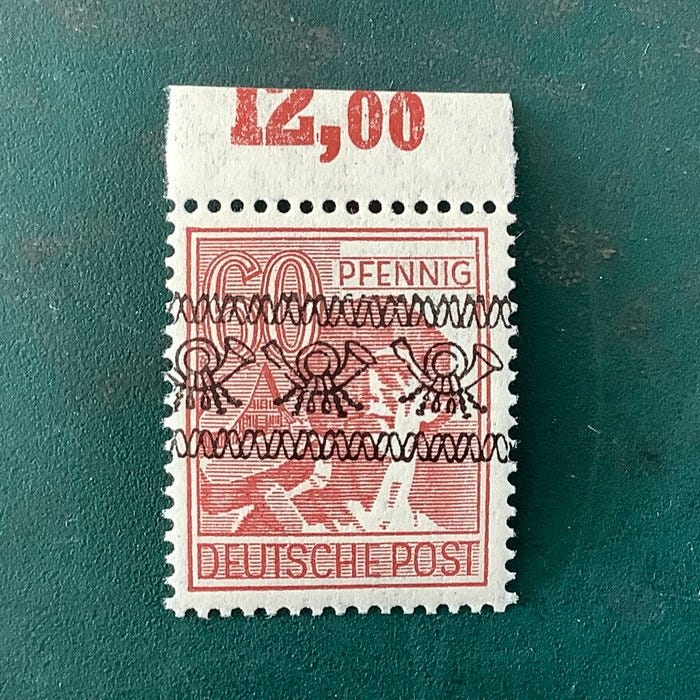 12,00
60 PFENNIG
DEUTSCHE POST